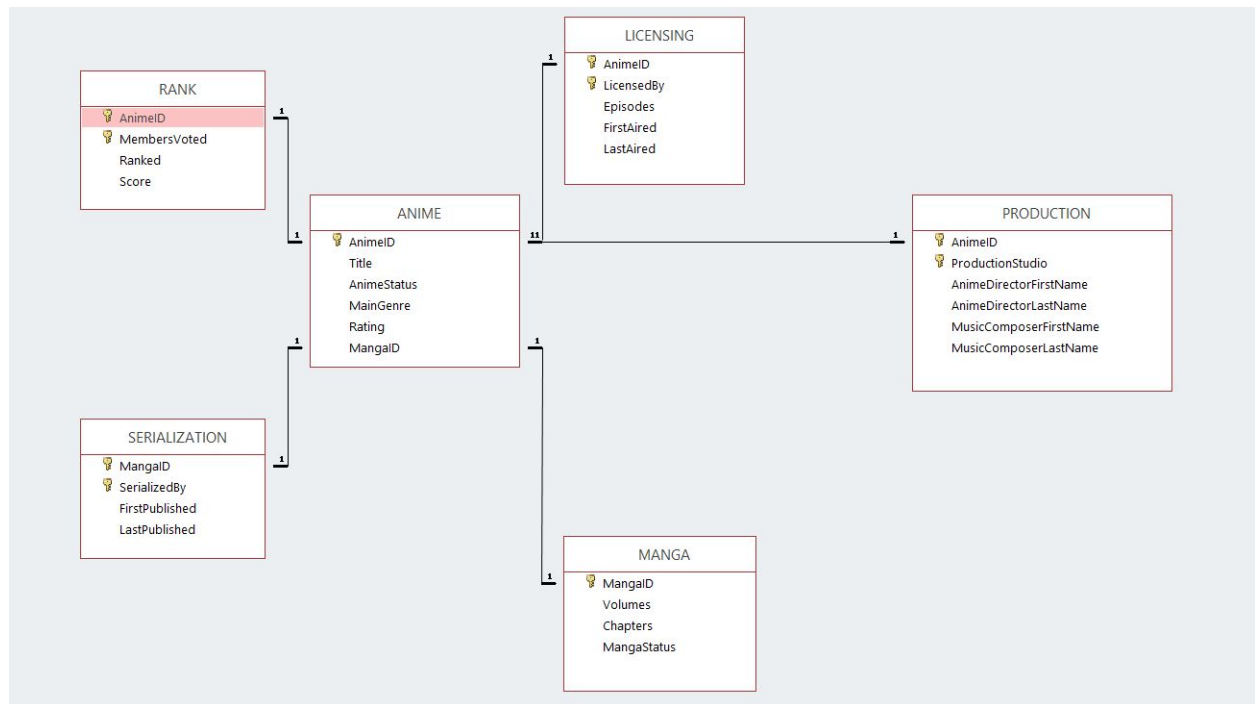 RANK
AnimeID
MembersVoted
Ranked
Score
LICENSING
AnimeID
LicensedBy
Episodes
FirstAired
LastAired
ANIME
AnimeID
Title
AnimeStatus
MainGenre
Rating
MangaID
PRODUCTION
AnimeID
ProductionStudio
AnimeDirectorFirstName
AnimeDirectorLastName
MusicComposerFirstName
MusicComposerLastName
SERIALIZATION
MangaID
SerializedBy
FirstPublished
LastPublished
MANGA
MangaID
Volumes
Chapters
MangaStatus
1
1
1
11
1
1
1
1
1